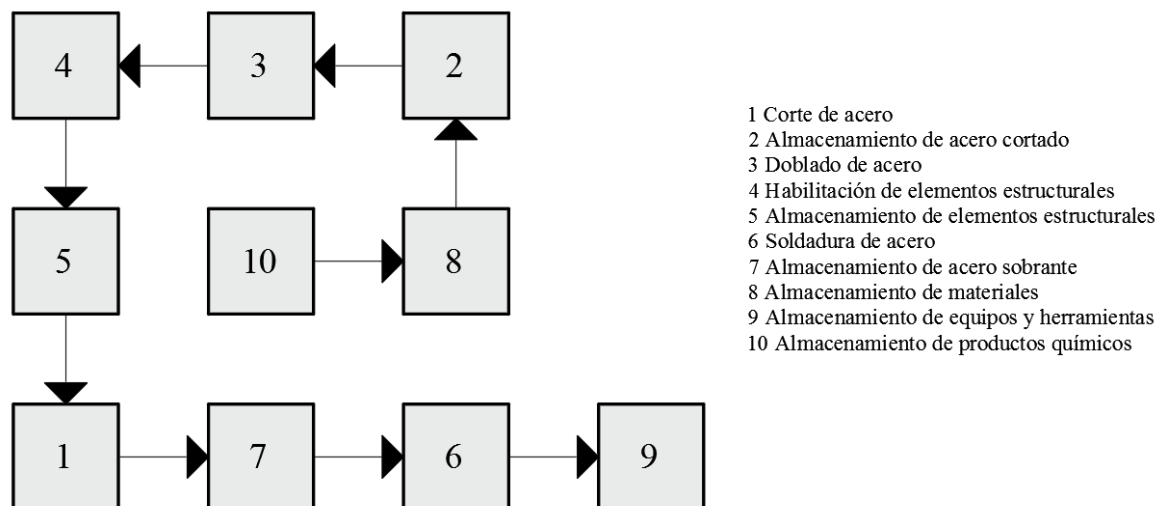 4 3 2
5 10 8
1 7 6 9
1 Corte de acero
2 Almacenamiento de acero cortado
3 Doblado de acero
4 Habilitación de elementos estructurales
5 Almacenamiento de elementos estructurales
6 Soldadura de acero
7 Almacenamiento de acero sobrante
8 Almacenamiento de materiales
9 Almacenamiento de equipos y herramientas
10 Almacenamiento de productos químicos